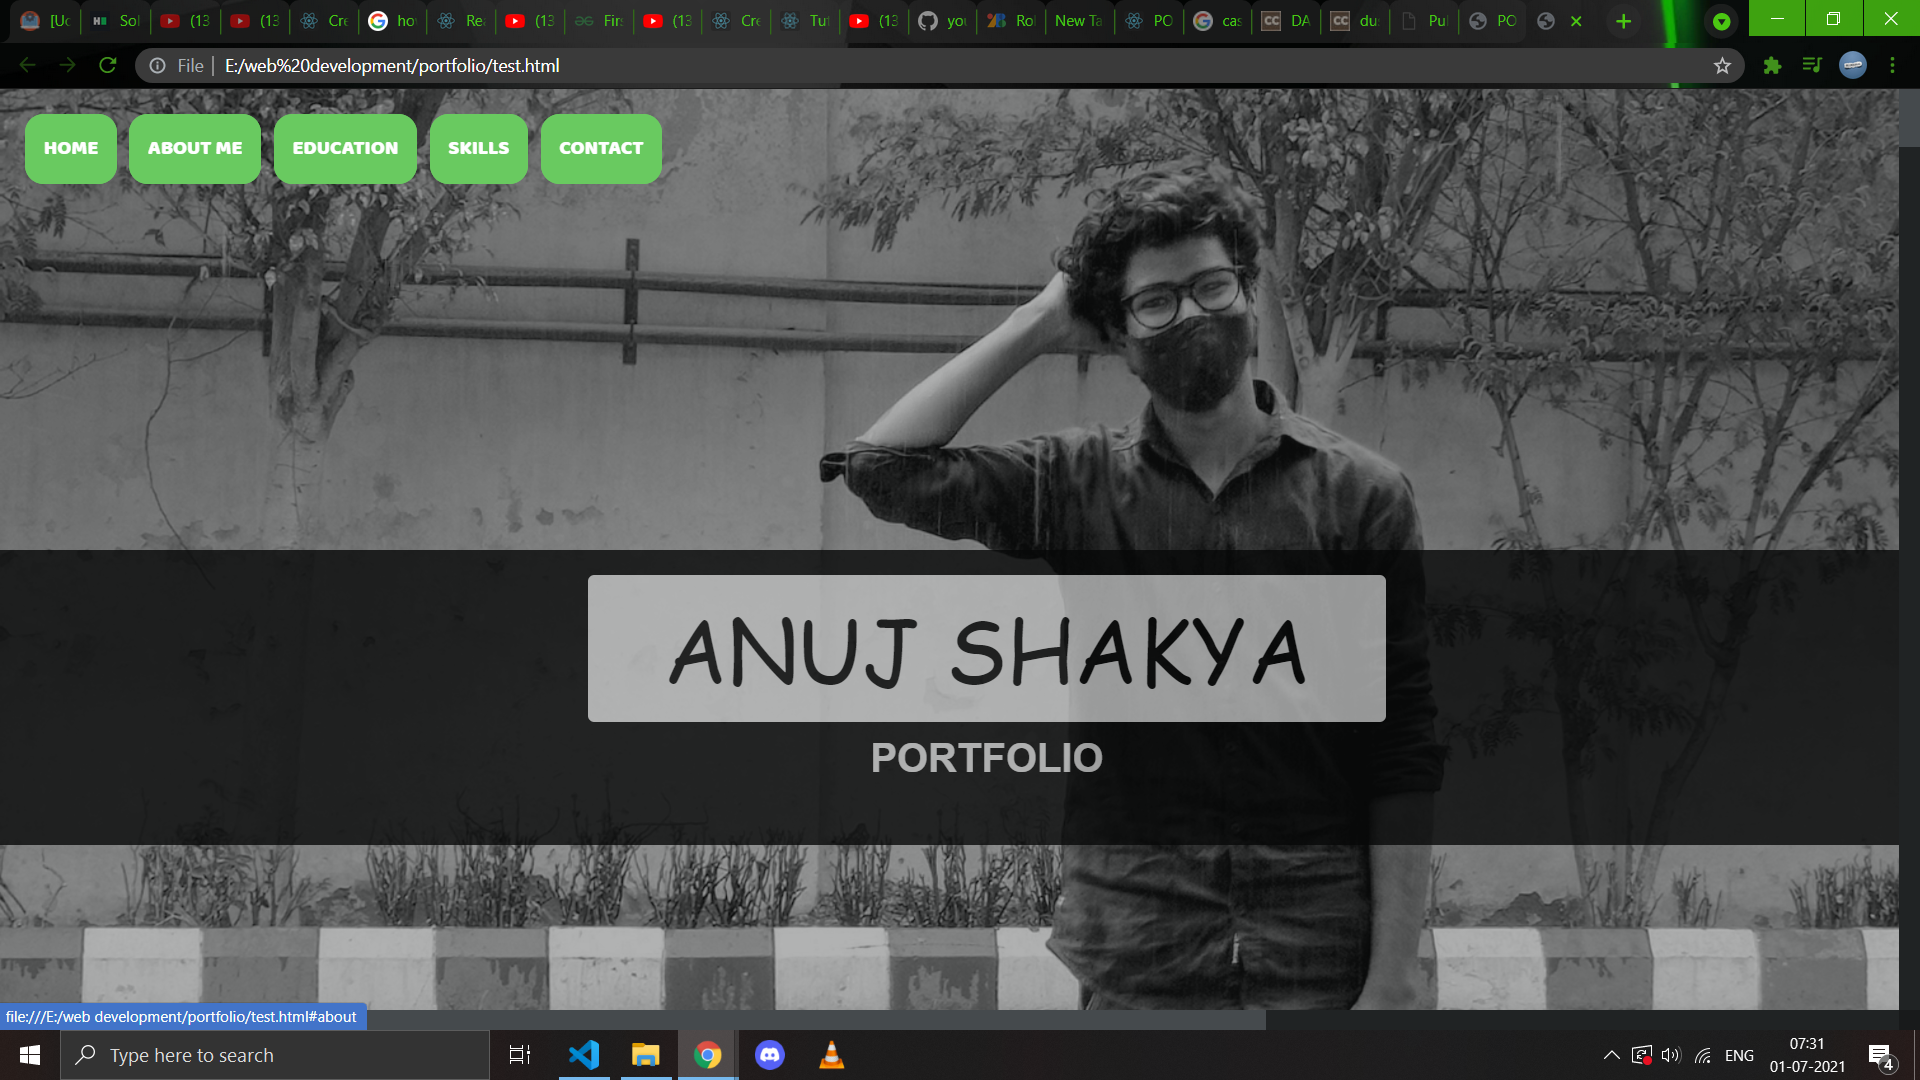 [Uc
Sol
(13
(13
Cre
hov
Rea
(13
Firs
(13
Cre
Tut
(13
you
Rol
New Ta
PO
cas
DA
dus
Pul
PO
File
E:/web%20development/portfolio/test.html
HOME ABOUT ME EDUCATION SKILLS CONTACT
ANUJ SHAKYA
PORTFOLIO
file:///E:/web development/portfolio/test.html#about
Type here to search
ENG
07:31
01-07-2021
4